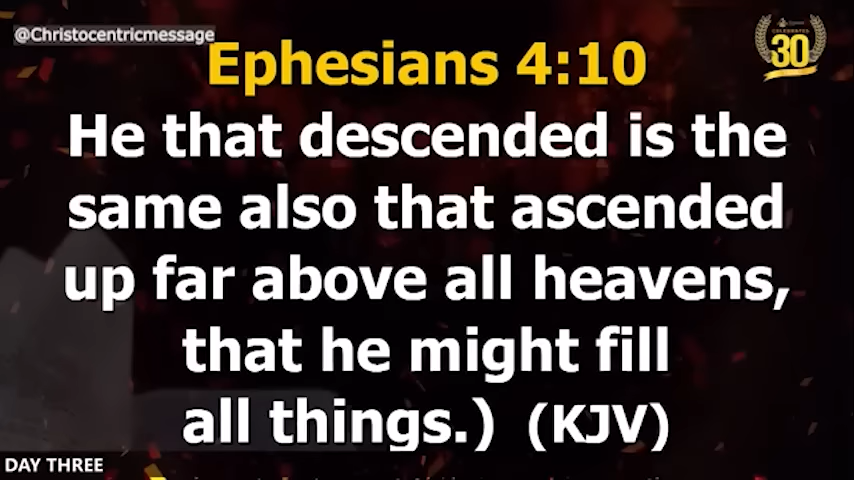 @Christocentricmessage
CELEBRATES
30
Ephesians 4:10
He that descended is the
same also that ascended
up far above all heavens,
that he might fill
all things.) (KJV)
DAY THREE